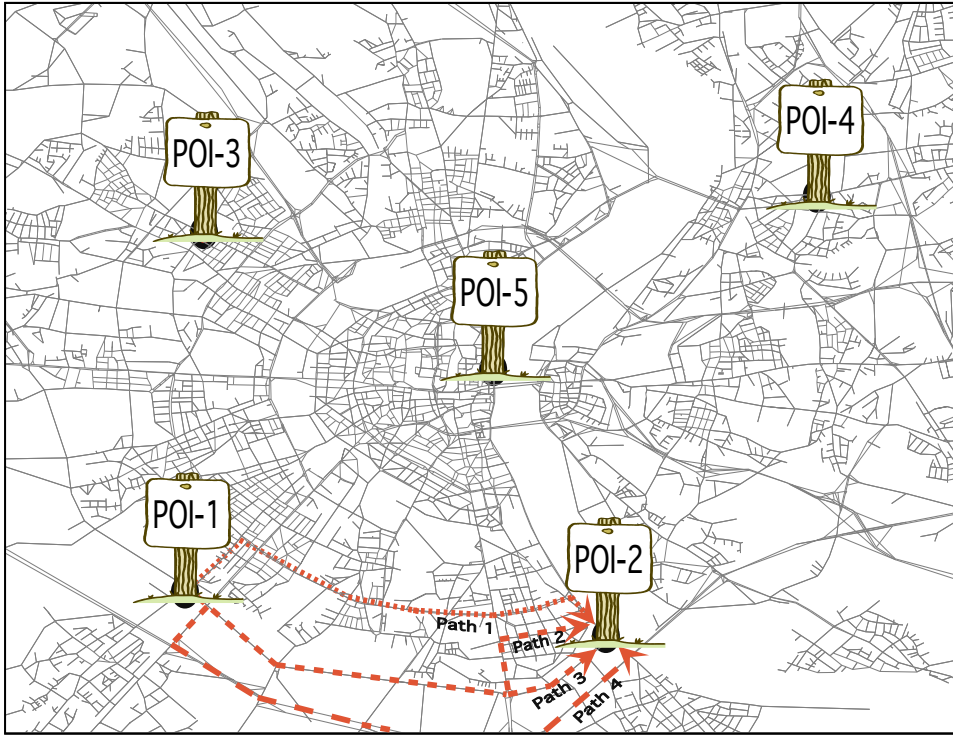 POI-3
POI-4
POI-5
POI-1
POI-2
Path 1
Path 2
Path 3
Path 4